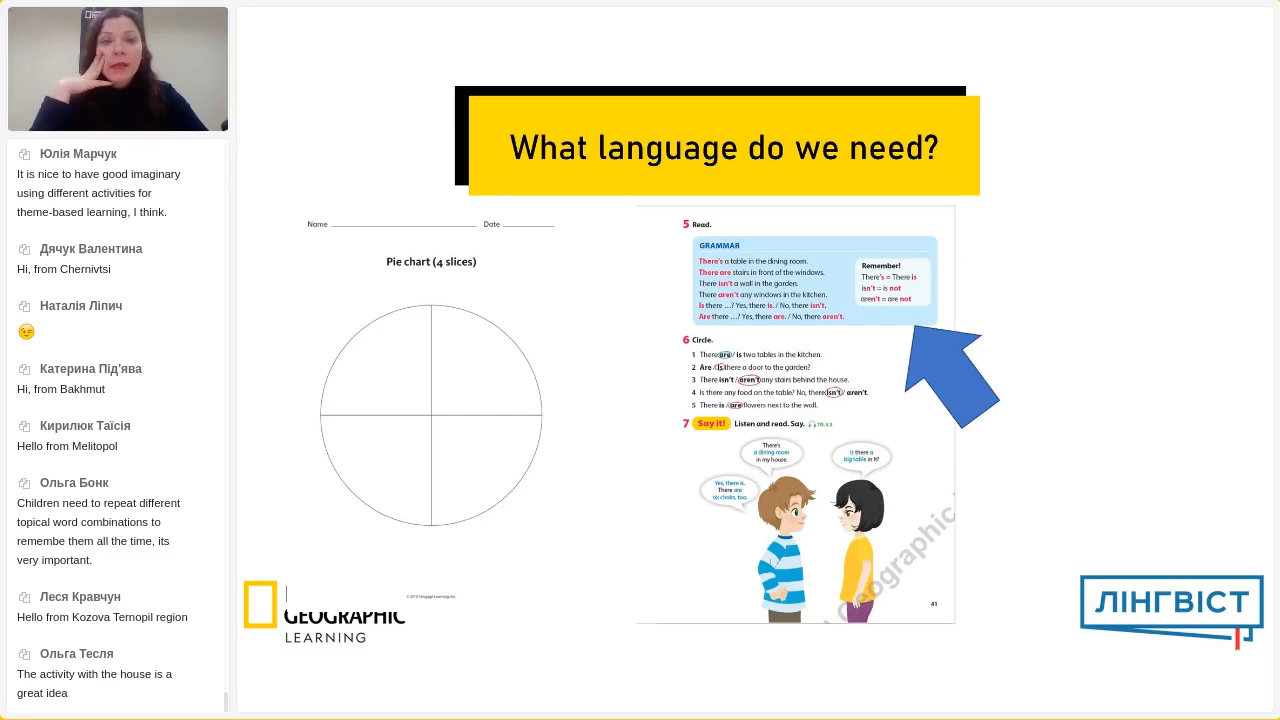 Юлія Марчук
It is nice to have good imaginary
using different activities for
theme-based learning, I think.
Дячук Валентина
Hi, from Chernivtsi
Наталія Ліпич
Катерина Під'ява
Hi, from Bakhmut
Кирилюк Таїсія
Hello from Melitopol
Ольга Бонк
Children need to repeat different
topical word combinations to
remembe them all the time, its
very important.
Леся Кравчун
Hello from Kozova Ternopil region
Ольга Тесля
The activity with the house is a
great idea
What language do we need?
Name Date
Pie chart (4 slices)
GEOGRAPHIC
LEARNING
5 Read.
GRAMMAR
There's a table in the dining room.
There are stairs in front of the windows.
There isn't a wall in the garden.
There aren't any windows in the kitchen.
Is there ...? Yes, there is. / No, there isn't.
Are there ...? Yes, there are. / No, there aren't.
Remember!
There's = There is
isn't = is not
aren't = are not
6 Circle.
1 There are / is two tables in the kitchen.
2 Are / Is there a door to the garden?
3 There isn't / aren't any stairs behind the house.
4 Is there any food on the table? No, there isn't / aren't.
5 There is / are flowers next to the wall.
7 Say it! Listen and read. Say.
There's
a dining room
in my house.
Is there a
big table in it?
Yes, there is.
There are
six chairs, too.
Geographic
41
ЛІНГВІСТ